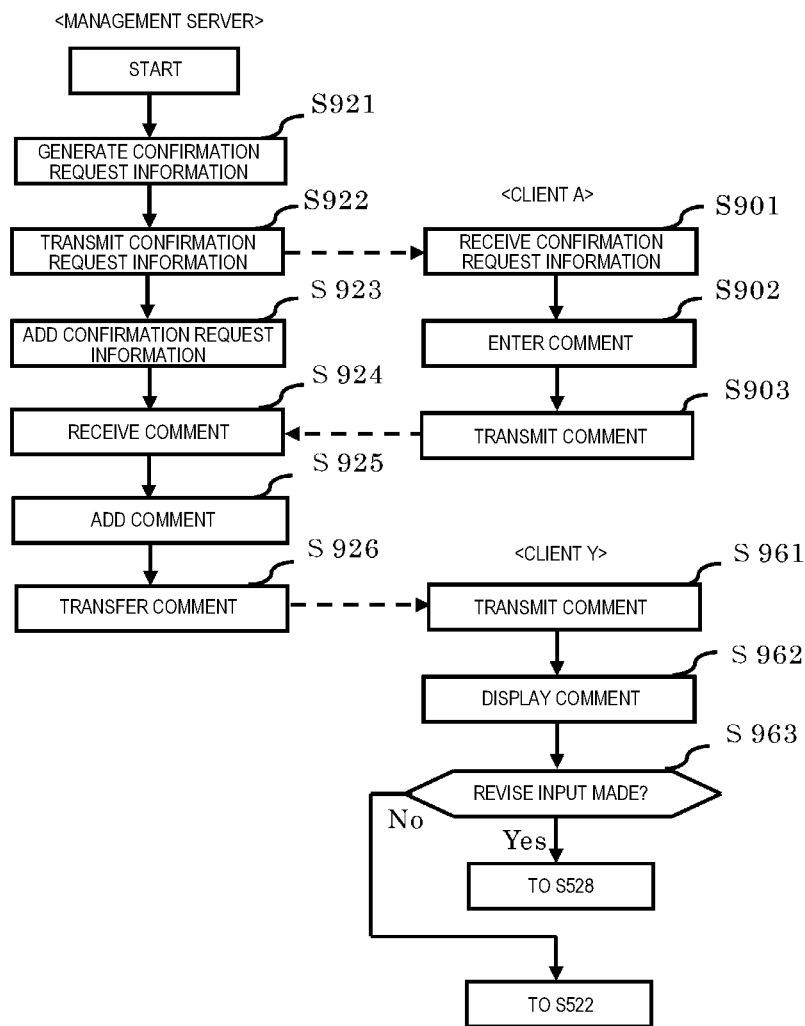 <MANAGEMENT SERVER>
START
S921
GENERATE CONFIRMATION
REQUEST INFORMATION
S922
TRANSMIT CONFIRMATION
REQUEST INFORMATION
S 923
ADD CONFIRMATION REQUEST
INFORMATION
S 924
RECEIVE COMMENT
S 925
ADD COMMENT
S 926
TRANSFER COMMENT
<CLIENT A>
S901
RECEIVE CONFIRMATION
REQUEST INFORMATION
S902
ENTER COMMENT
S903
TRANSMIT COMMENT
<CLIENT Y>
S 961
TRANSMIT COMMENT
S 962
DISPLAY COMMENT
S 963
REVISE INPUT MADE?
No
Yes
TO S528
TO S522